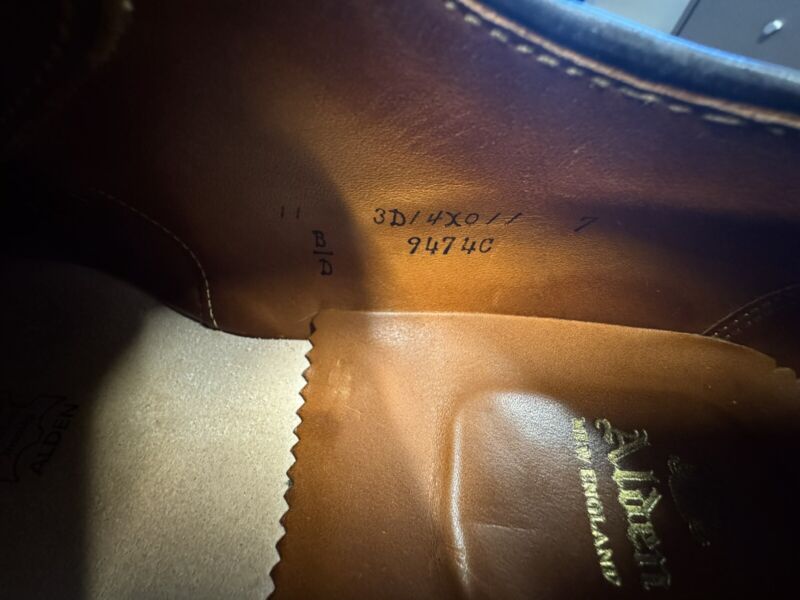 11 3D14X011 7
B/D 9474C
Alden
NEW ENGLAND
ALDEN